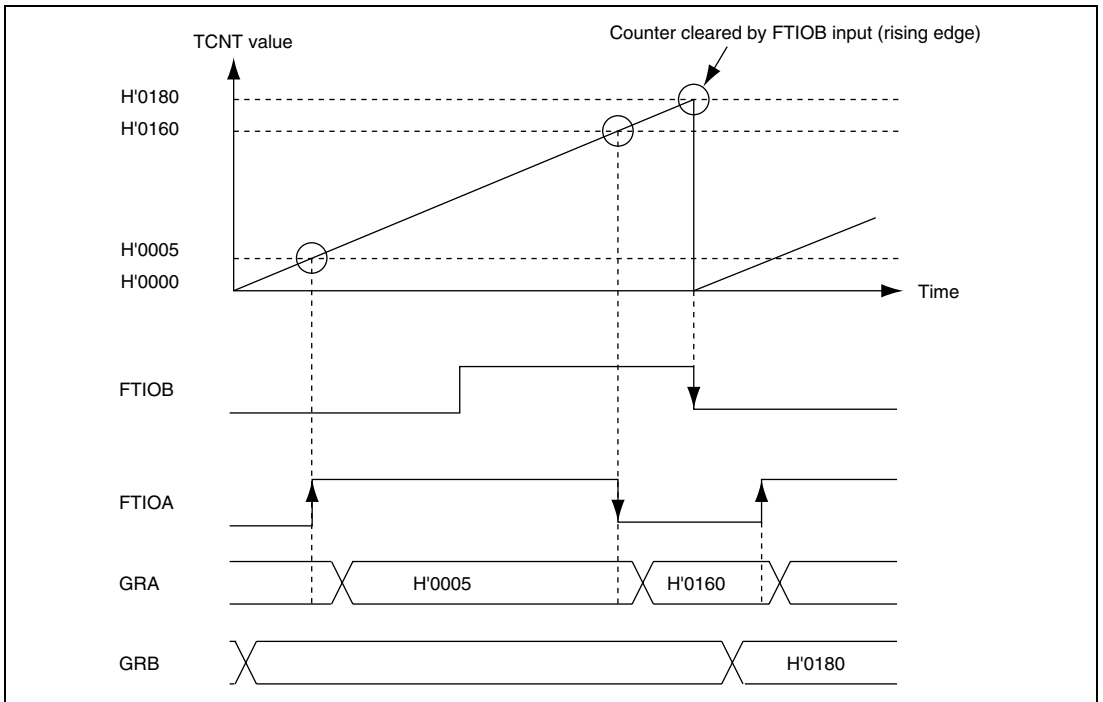 Counter cleared by FTIOB input (rising edge)
TCNT value
H'0180
H'0160
H'0005
H'0000
Time
FTIOB
FTIOA
GRA
H'0005
H'0160
GRB
H'0180